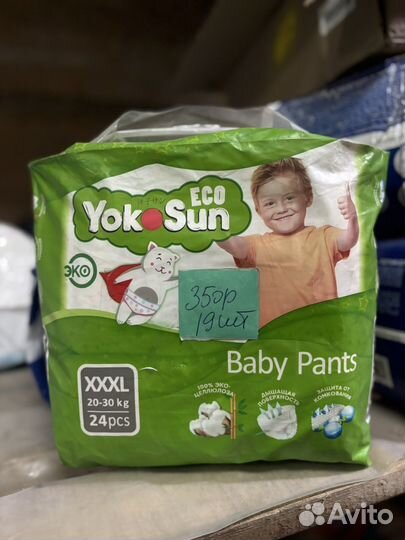 ECO
YokoSun
ЭКО
350р
19шт
Baby Pants
XXXL
20-30 kg
24pcs
100% ЭКО-
ЦЕЛЛЮЛОЗА
ДЫШАЩАЯ
ПОВЕРХНОСТЬ
ЗАЩИТА ОТ
КОМКОВАНИЯ
Avito